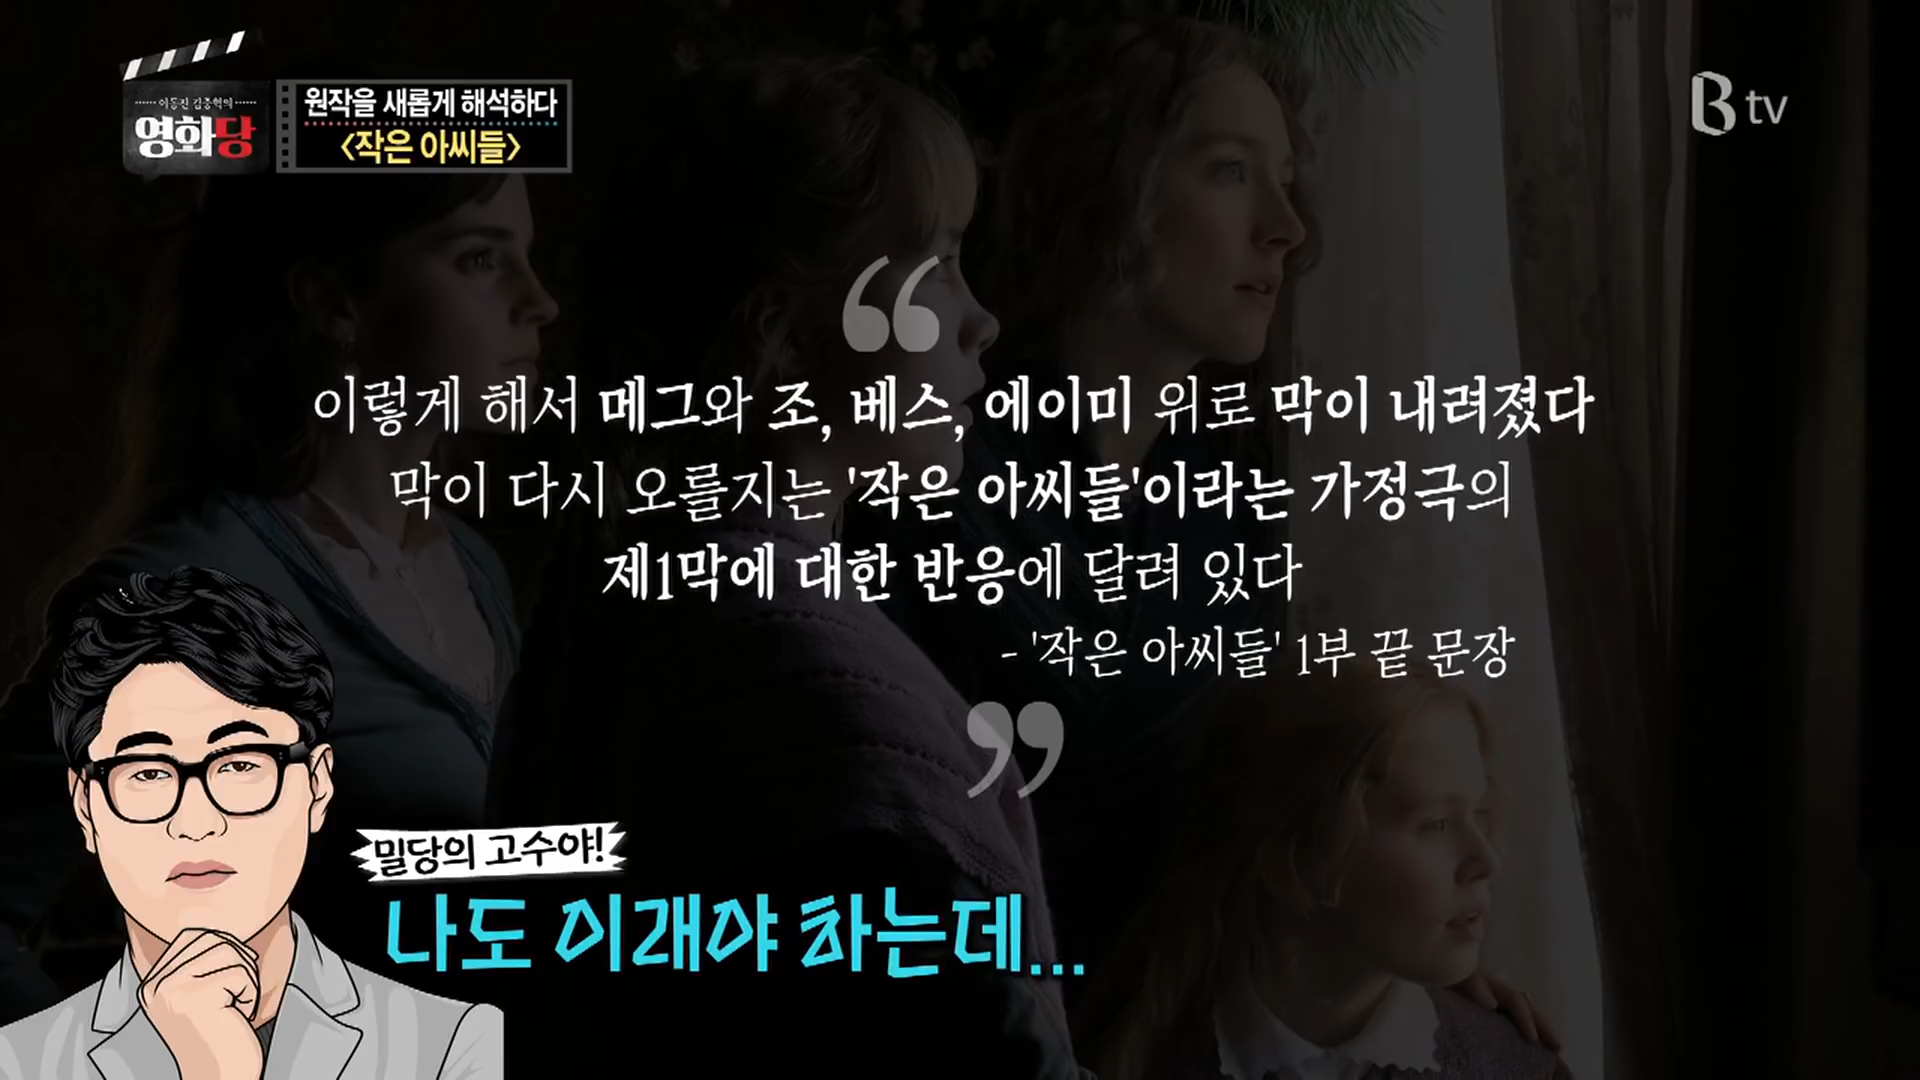 이동진 김중혁의
영화당
원작을 새롭게 해석하다
<작은 아씨들>
B tv
“
이렇게 해서 메그와 조, 베스, 에이미 위로 막이 내려졌다
막이 다시 오를지는 '작은 아씨들'이라는 가정극의
제1막에 대한 반응에 달려 있다
- '작은 아씨들' 1부 끝 문장
”
밀당의 고수야!
나도 이래야 하는데...